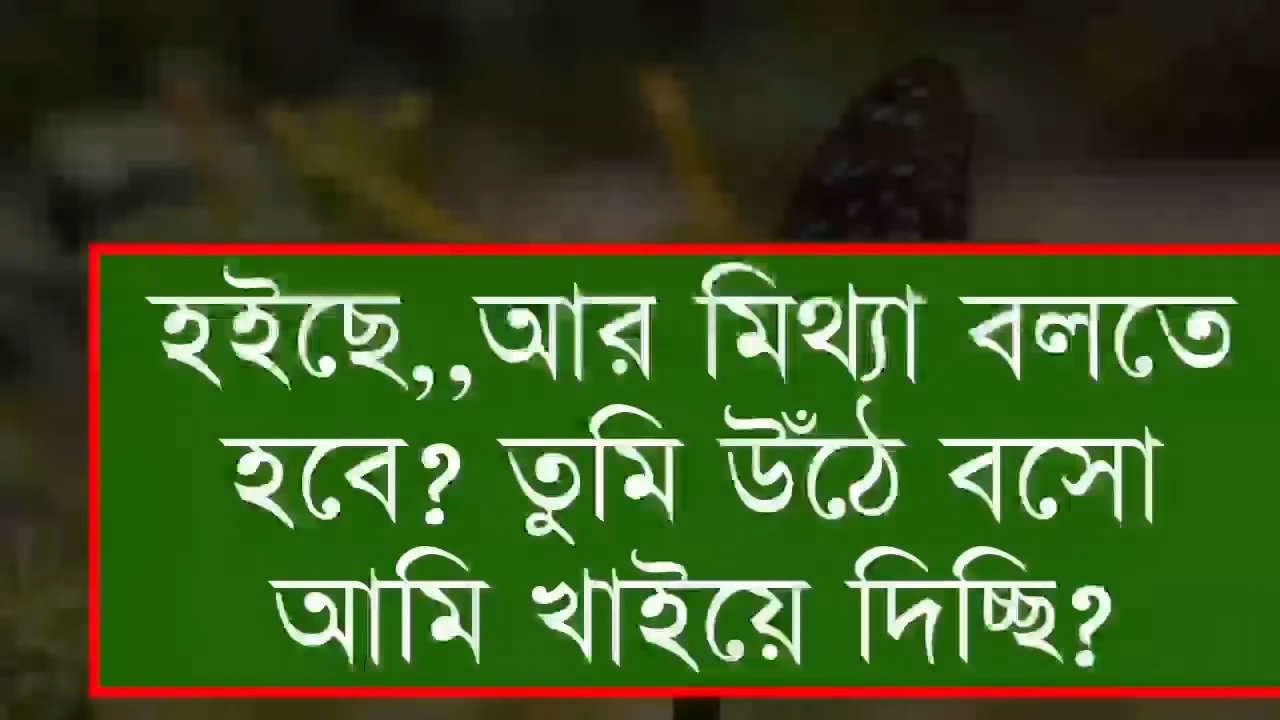 হইছে,,আর মিথ্যা বলতে
হবে? তুমি উঁঠে বসো
আমি খাইয়ে দিচ্ছি?